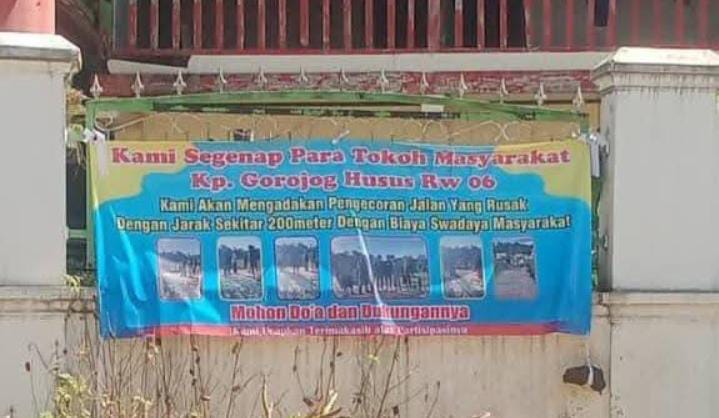 Kami Segenap Para Tokoh Masyarakat
Kp. Gorojog Husus Rw 06
Kami Akan Mengadakan Pengecoran Jalan Yang Rusak
Dengan Jarak Sekitar 200meter Dengan Biaya Swadaya Masyarakat
Mohon Do'a dan Dukungannya
Kami Ucapkan Terimakasih atas Partisipasinya